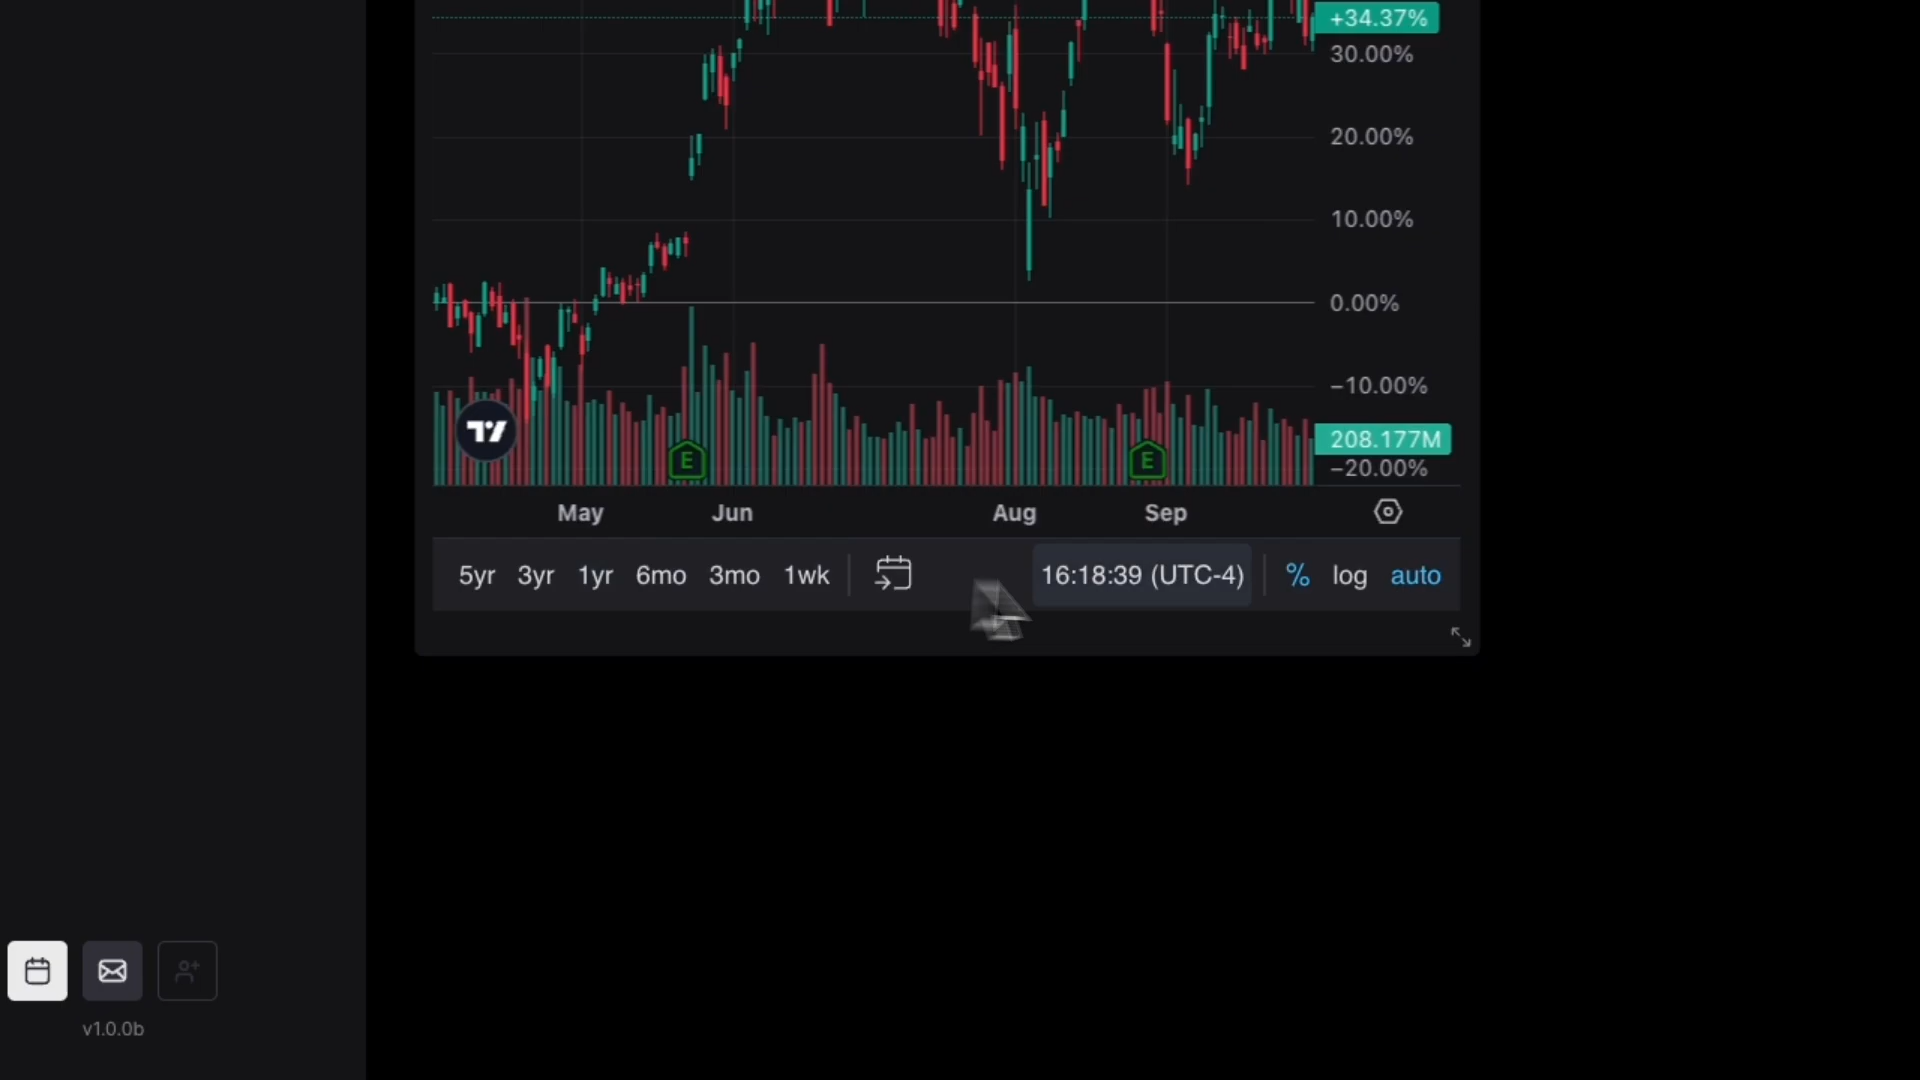 +34.37%
30.00%
20.00%
10.00%
0.00%
−10.00%
208.177M
−20.00%
E E
May Jun Aug Sep
5yr 3yr 1yr 6mo 3mo 1wk 16:18:39 (UTC-4) % log auto
v1.0.0b